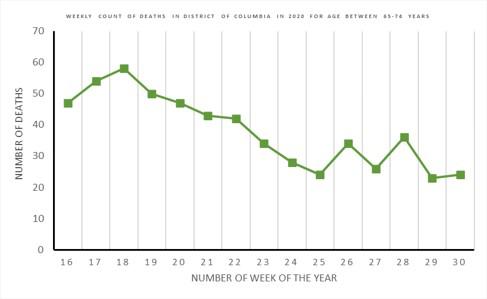 WEEKLY COUNT OF DEATHS IN DISTRICT OF COLUMBIA IN 2020 FOR AGE BETWEEN 65-74 YEARS
70
60
50
40
30
20
10
0
NUMBER OF DEATHS
16 17 18 19 20 21 22 23 24 25 26 27 28 29 30
NUMBER OF WEEK OF THE YEAR